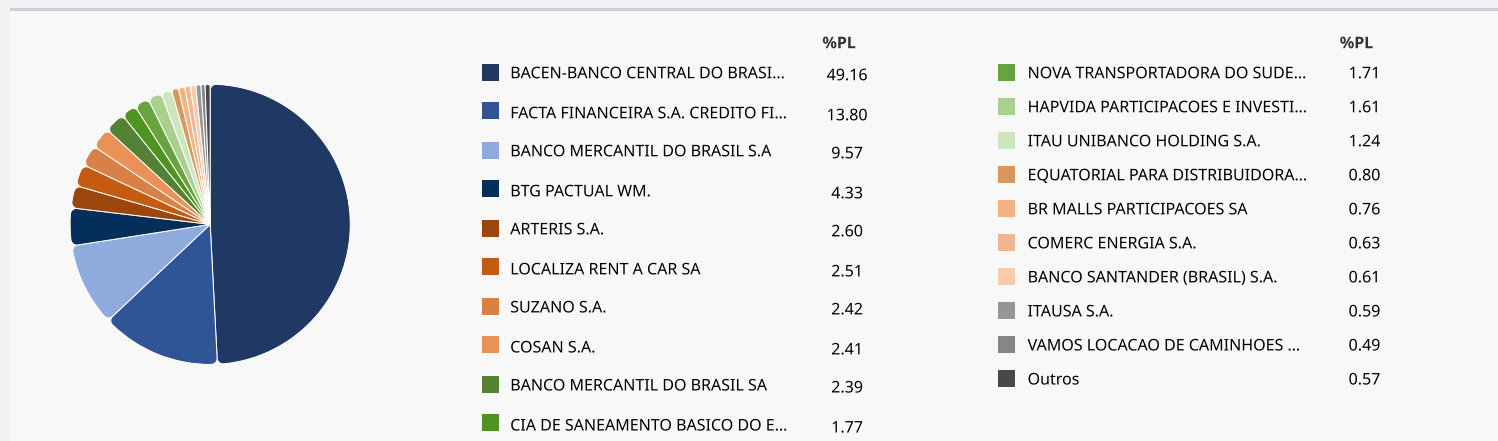 %PL
BACEN-BANCO CENTRAL DO BRASI... 49.16
FACTA FINANCEIRA S.A. CREDITO FI... 13.80
BANCO MERCANTIL DO BRASIL S.A 9.57
BTG PACTUAL WM. 4.33
ARTERIS S.A. 2.60
LOCALIZA RENT A CAR SA 2.51
SUZANO S.A. 2.42
COSAN S.A. 2.41
BANCO MERCANTIL DO BRASIL SA 2.39
CIA DE SANEAMENTO BASICO DO E... 1.77
%PL
NOVA TRANSPORTADORA DO SUDE... 1.71
HAPVIDA PARTICIPACOES E INVESTI... 1.61
ITAU UNIBANCO HOLDING S.A. 1.24
EQUATORIAL PARA DISTRIBUIDORA... 0.80
BR MALLS PARTICIPACOES SA 0.76
COMERC ENERGIA S.A. 0.63
BANCO SANTANDER (BRASIL) S.A. 0.61
ITAUSA S.A. 0.59
VAMOS LOCACAO DE CAMINHOES ... 0.49
Outros 0.57